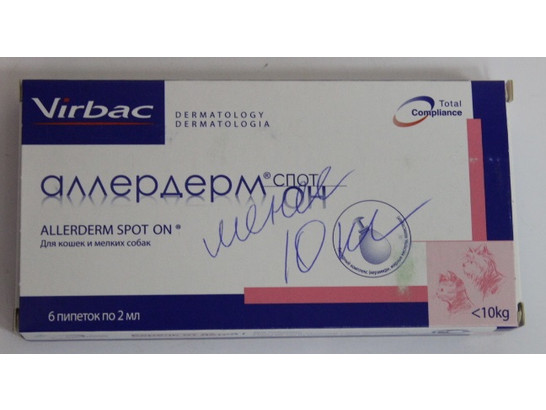 Virbac
DERMATOLOGY
DERMATOLOGIA
Total
Compliance
аллердерм® СПОТ
ОН
ALLERDERM SPOT ON ®
Для кошек и мелких собак
менее
10 кг
6 пипеток по 2 мл
<10kg